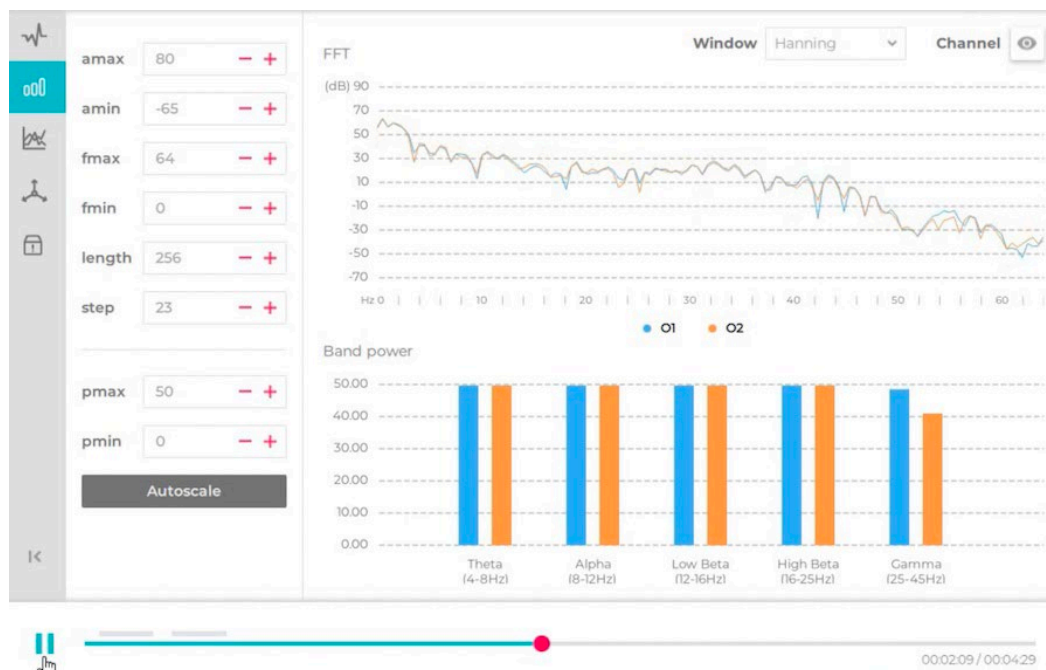 amax 80 - +
amin -65 - +
fmax 64 - +
fmin 0 - +
length 256 - +
step 23 - +
pmax 50 - +
pmin 0 - +
Autoscale
FFT
Window Hanning Channel
(dB) 90
70
50
30
10
-10
-30
-50
-70
Hz 0 10 20 30 40 50 60
O1 O2
Band power
50.00
40.00
30.00
20.00
10.00
0.00
Theta Alpha Low Beta High Beta Gamma
(4-8Hz) (8-12Hz) (12-16Hz) (16-25Hz) (25-45Hz)
00:02:09 / 00:04:29